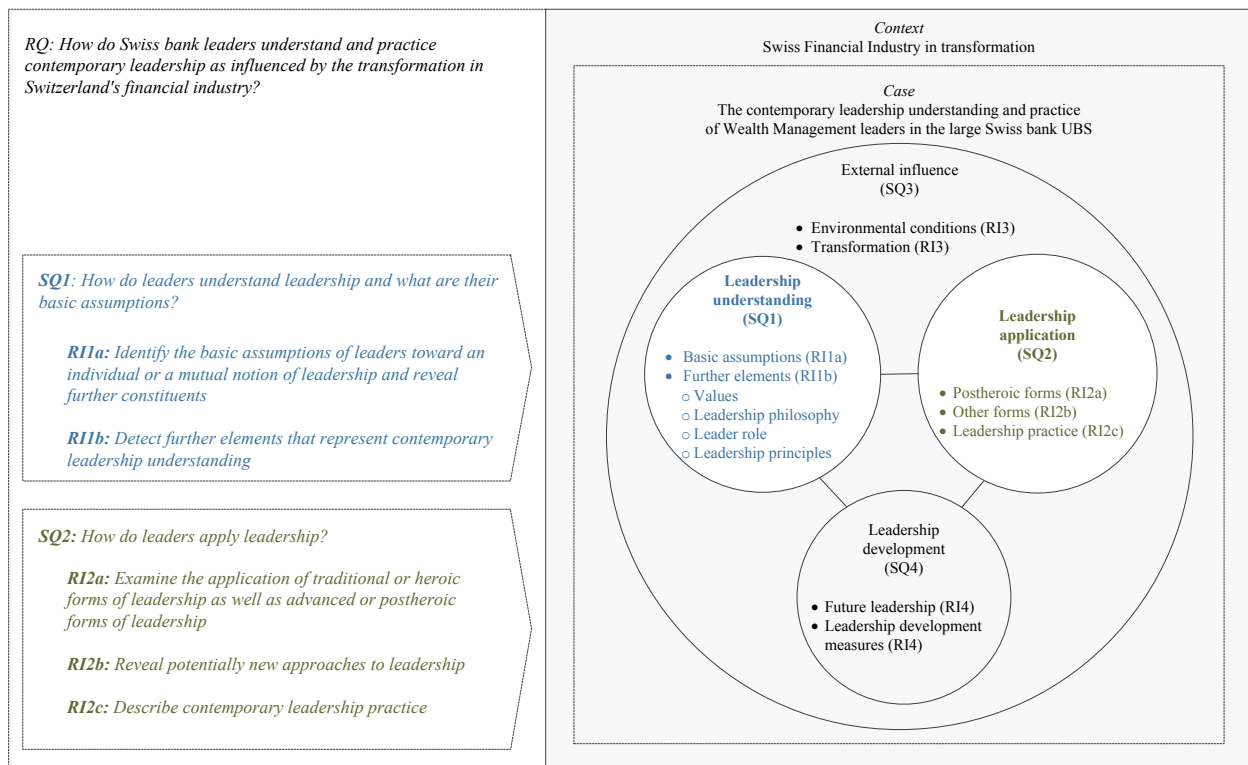 RQ: How do Swiss bank leaders understand and practice
contemporary leadership as influenced by the transformation in
Switzerland's financial industry?
SQ1: How do leaders understand leadership and what are their
basic assumptions?
RI1a: Identify the basic assumptions of leaders toward an
individual or a mutual notion of leadership and reveal
further constituents
RI1b: Detect further elements that represent contemporary
leadership understanding
SQ2: How do leaders apply leadership?
RI2a: Examine the application of traditional or heroic
forms of leadership as well as advanced or postheroic
forms of leadership
RI2b: Reveal potentially new approaches to leadership
RI2c: Describe contemporary leadership practice
Context
Swiss Financial Industry in transformation
Case
The contemporary leadership understanding and practice
of Wealth Management leaders in the large Swiss bank UBS
External influence
(SQ3)
• Environmental conditions (RI3)
• Transformation (RI3)
Leadership
understanding
(SQ1)
• Basic assumptions (RI1a)
• Further elements (RI1b)
○ Values
○ Leadership philosophy
○ Leader role
○ Leadership principles
Leadership
application
(SQ2)
• Postheroic forms (RI2a)
• Other forms (RI2b)
• Leadership practice (RI2c)
Leadership
development
(SQ4)
• Future leadership (RI4)
• Leadership development
measures (RI4)